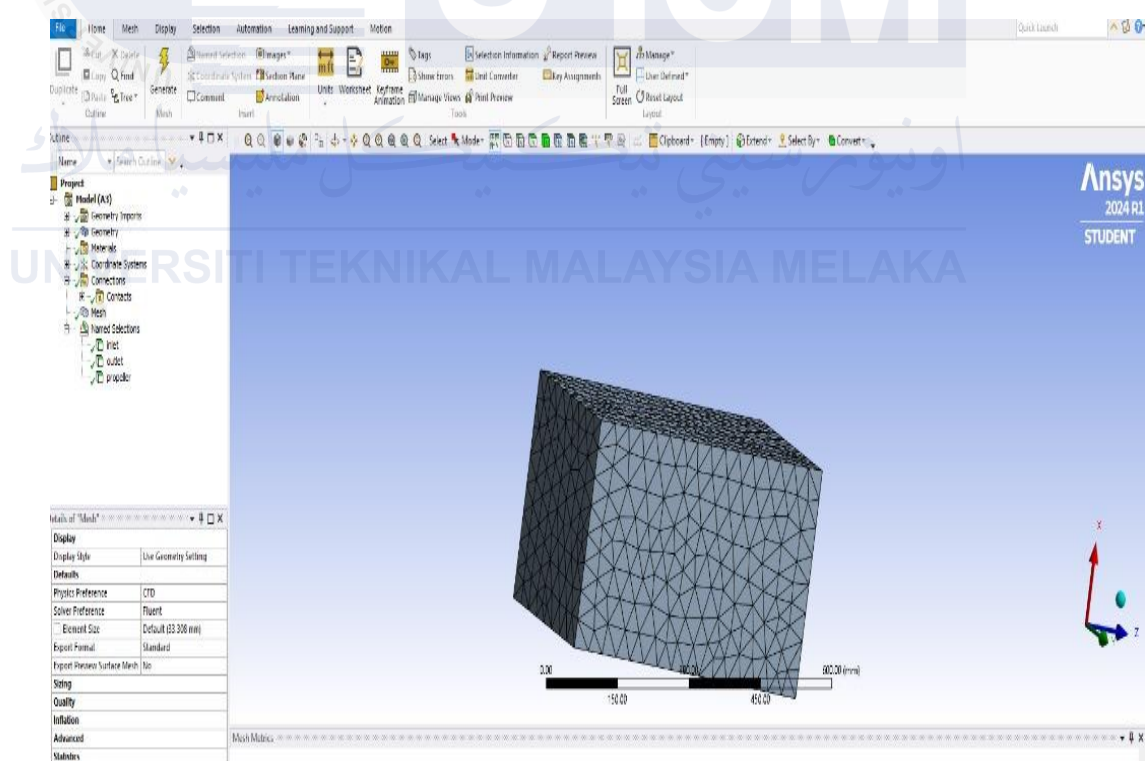 File Home Mesh Display Selection Automation Learning and Support Motion Quick Launch
Cut Delete Named Selection Images Tags Selection Information Report Preview Manage
Copy Find Coordinate System Section Plane Show Errors Unit Converter Key Assignments User Defined
Duplicate Paste Tree Generate Comment Annotation Units Worksheet Keyframe Animation Manage Views Print Preview Full Screen Reset Layout
Outline Mesh Insert Tools Layout
Outline Select Mode Clipboard [Empty] Extend Select By Convert
Name Search Outline
Project
Model (A3)
Geometry Imports
Geometry
Materials
Coordinate Systems
Connections
Contacts
Mesh
Named Selections
inlet
outlet
propeller
Ansys
2024 R1
STUDENT
UNIVERSITI TEKNIKAL MALAYSIA MELAKA
Details of "Mesh"
Display
Display Style Use Geometry Setting
Defaults
Physics Preference CFD
Solver Preference Fluent
Element Size Default (33.308 mm)
Export Format Standard
Export Preview Surface Mesh No
Sizing
Quality
Inflation
Advanced
Statistics
X
Z
0.00 300.00 600.00 (mm)
150.00 450.00
Mesh Metrics